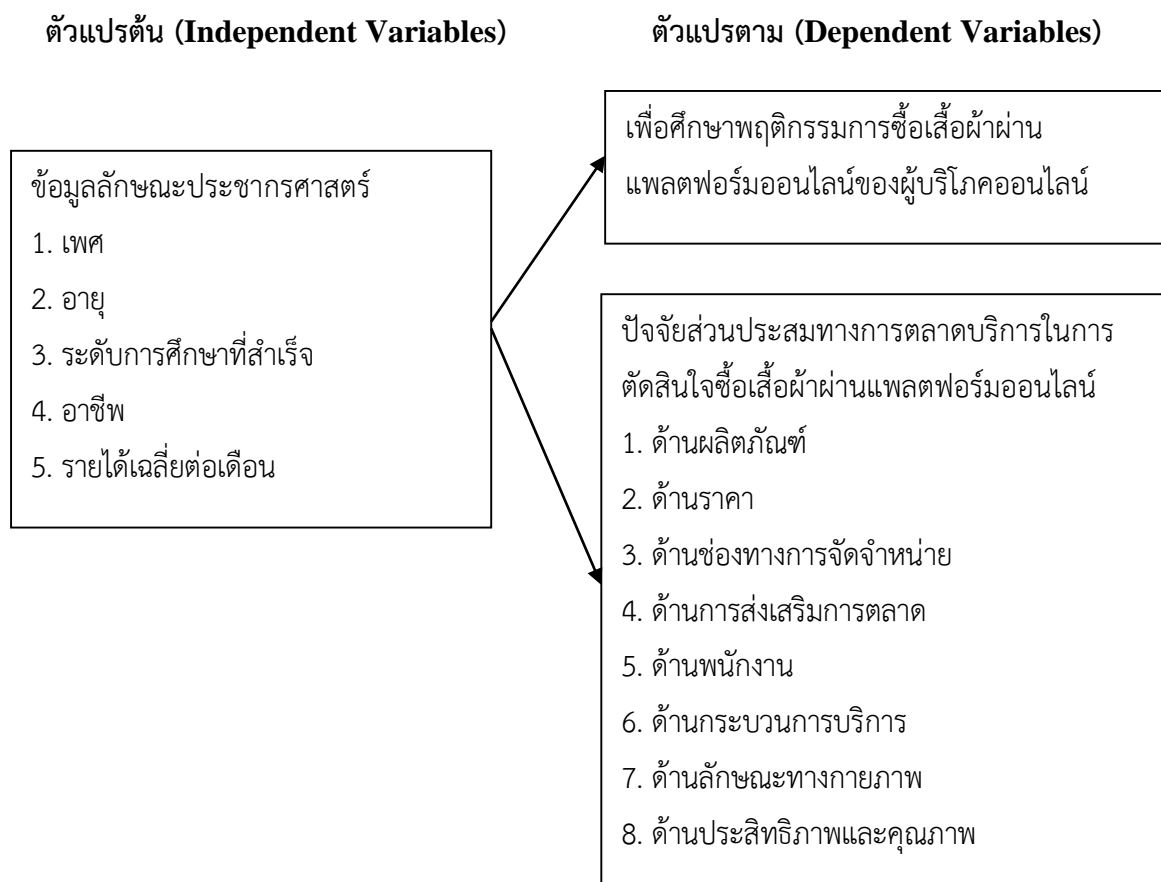 ตัวแปรต้น (Independent Variables)
ตัวแปรตาม (Dependent Variables)
ข้อมูลลักษณะประชากรศาสตร์
1. เพศ
2. อายุ
3. ระดับการศึกษาที่สำเร็จ
4. อาชีพ
5. รายได้เฉลี่ยต่อเดือน
เพื่อศึกษาพฤติกรรมการซื้อเสื้อผ้าผ่าน
แพลตฟอร์มออนไลน์ของผู้บริโภคออนไลน์
ปัจจัยส่วนประสมทางการตลาดบริการในการ
ตัดสินใจซื้อเสื้อผ้าผ่านแพลตฟอร์มออนไลน์
1. ด้านผลิตภัณฑ์
2. ด้านราคา
3. ด้านช่องทางการจัดจำหน่าย
4. ด้านการส่งเสริมการตลาด
5. ด้านพนักงาน
6. ด้านกระบวนการบริการ
7. ด้านลักษณะทางกายภาพ
8. ด้านประสิทธิภาพและคุณภาพ